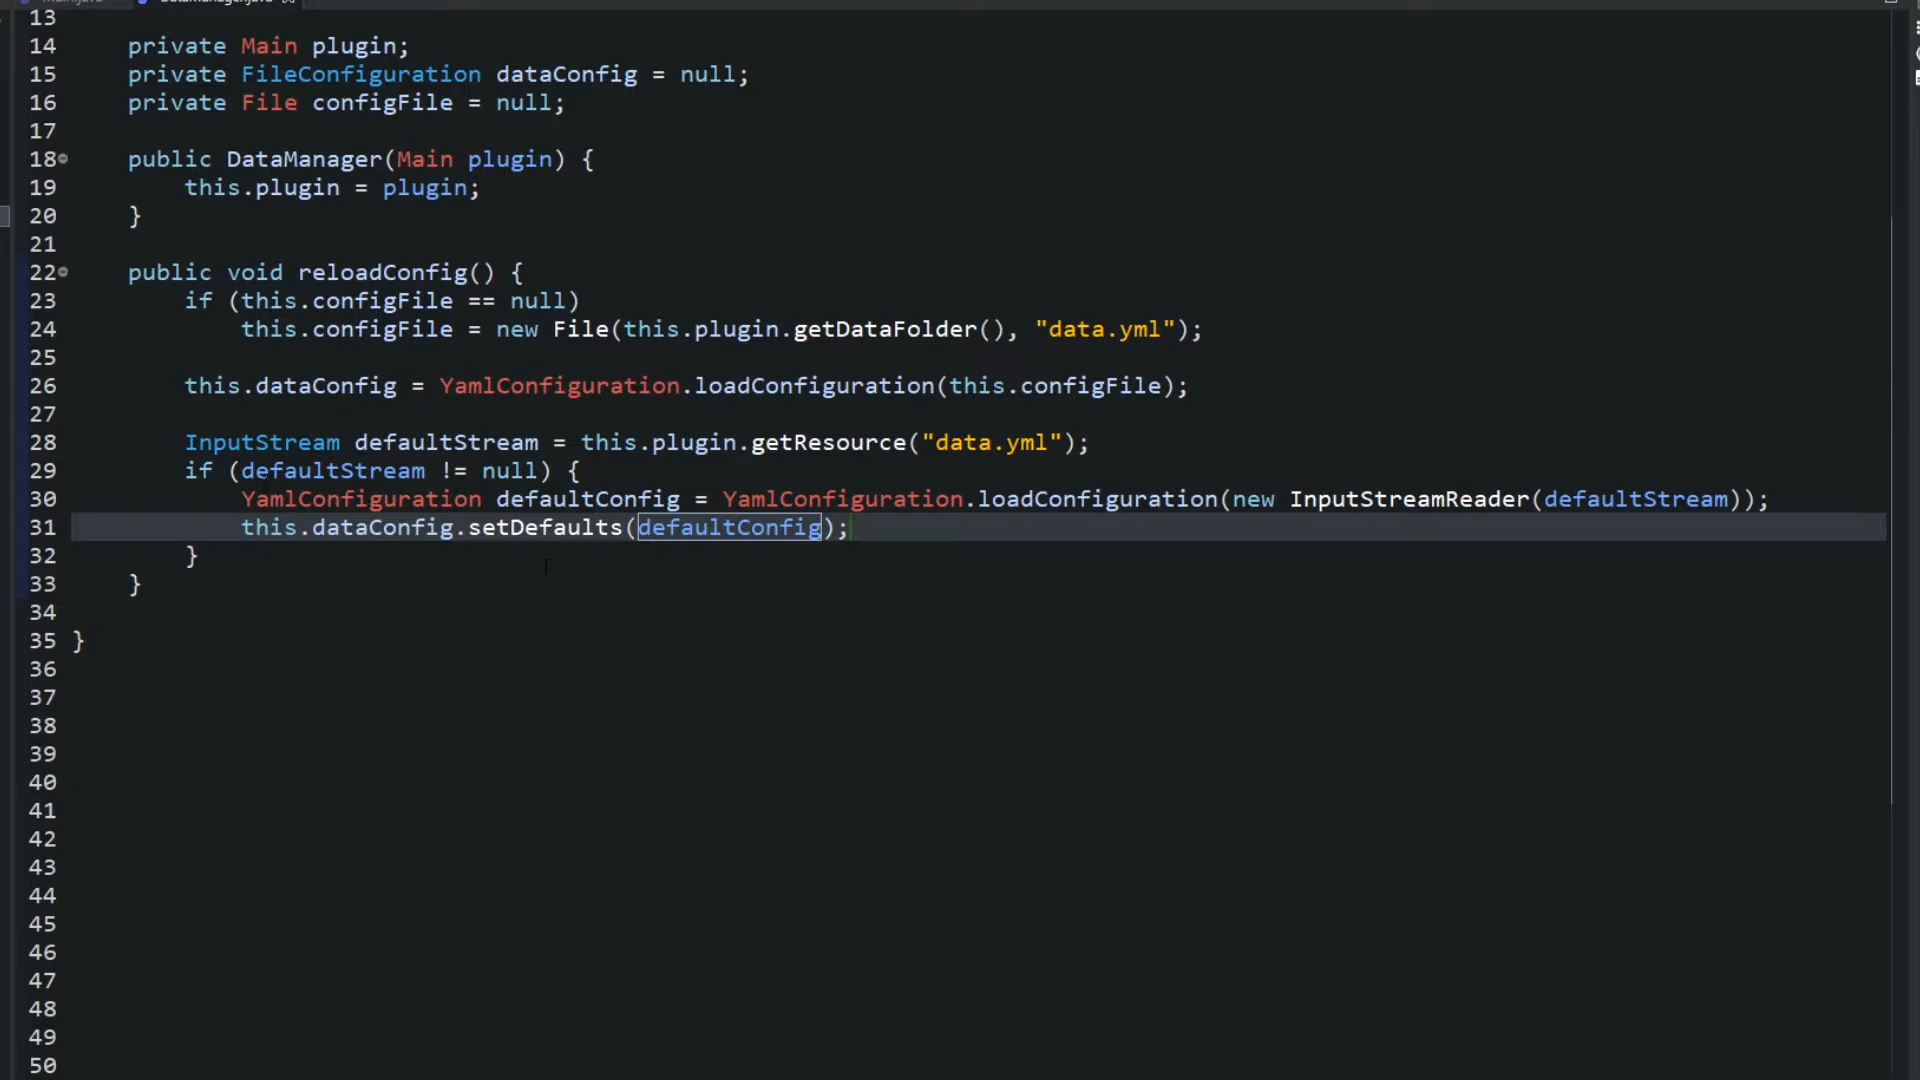 13
14 private Main plugin;
15 private FileConfiguration dataConfig = null;
16 private File configFile = null;
17
18 public DataManager(Main plugin) {
19 this.plugin = plugin;
20 }
21
22 public void reloadConfig() {
23 if (this.configFile == null)
24 this.configFile = new File(this.plugin.getDataFolder(), "data.yml");
25
26 this.dataConfig = YamlConfiguration.loadConfiguration(this.configFile);
27
28 InputStream defaultStream = this.plugin.getResource("data.yml");
29 if (defaultStream != null) {
30 YamlConfiguration defaultConfig = YamlConfiguration.loadConfiguration(new InputStreamReader(defaultStream));
31 this.dataConfig.setDefaults(defaultConfig);
32 }
33 }
34
35 }
36
37
38
39
40
41
42
43
44
45
46
47
48
49
50